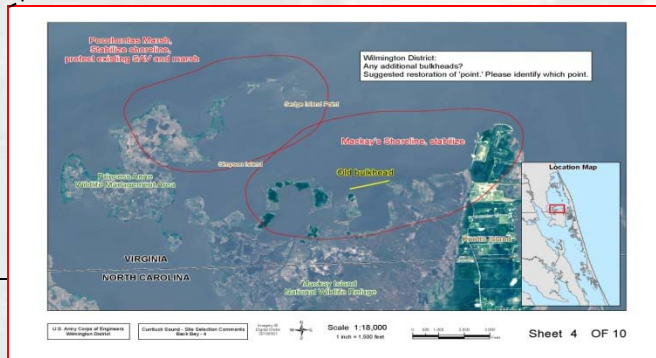 Pocohontas Marsh,
Stabilize shoreline,
protect existing SAV and marsh
Wilmington District:
Any additional bulkheads?
Suggested restoration of 'point.' Please identify which point.
Sedge Island Point
Mackay's Shoreline, stabilize
Simpson Island
Old bulkhead
Location Map
Princess Anne
Wildlife Management Area
Knotts Island
VIRGINIA
NORTH CAROLINA
Mackay Island
National Wildlife Refuge
U.S. Army Corps of Engineers
Wilmington District
Currituck Sound - Site Selection Comments
Back Bay - 4
Scale 1:18,000
1 inch = 1,500 feet
Sheet 4 OF 10